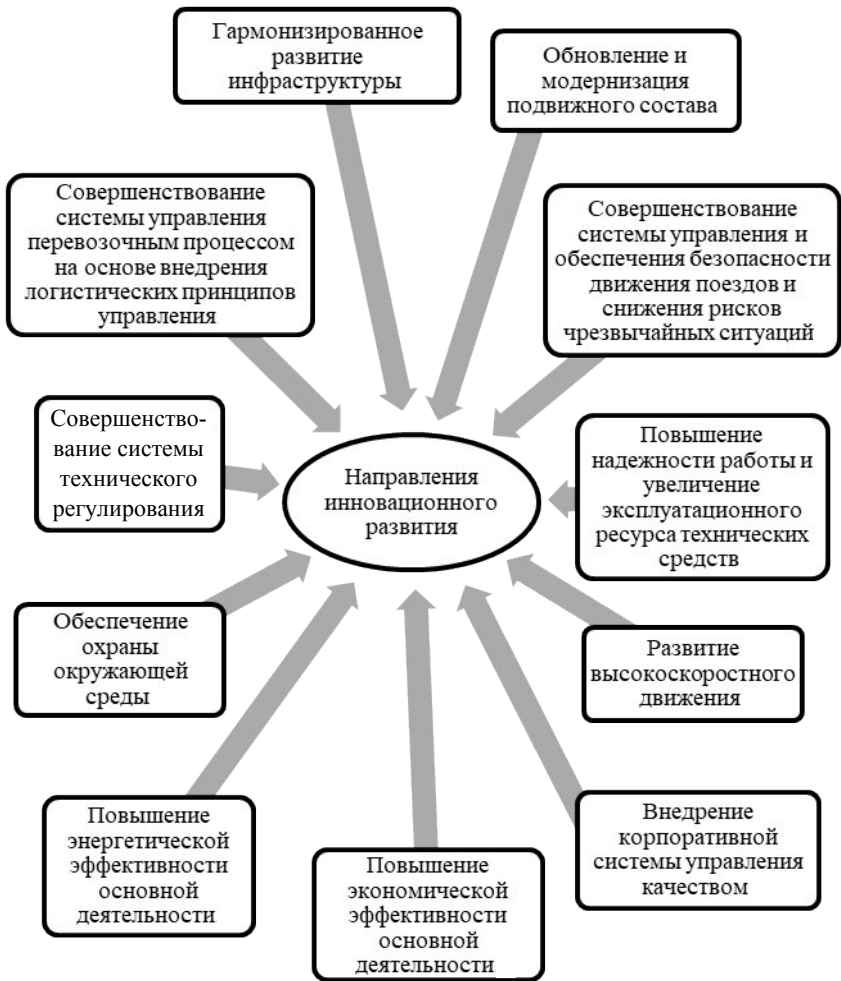 Гармонизированное
развитие
инфраструктуры
Обновление и
модернизация
подвижного состава
Совершенствование
системы управления
перевозочным процессом
на основе внедрения
логистических принципов
управления
Совершенствование
системы управления и
обеспечения безопасности
движения поездов и
снижения рисков
чрезвычайных ситуаций
Совершенство-
вание системы
технического
регулирования
Направления
инновационного
развития
Повышение
надежности работы и
увеличение
эксплуатационного
ресурса технических
средств
Обеспечение
охраны
окружающей
среды
Развитие
высокоскоростного
движения
Повышение
энергетической
эффективности
основной
деятельности
Повышение
экономической
эффективности
основной
деятельности
Внедрение
корпоративной
системы управления
качеством